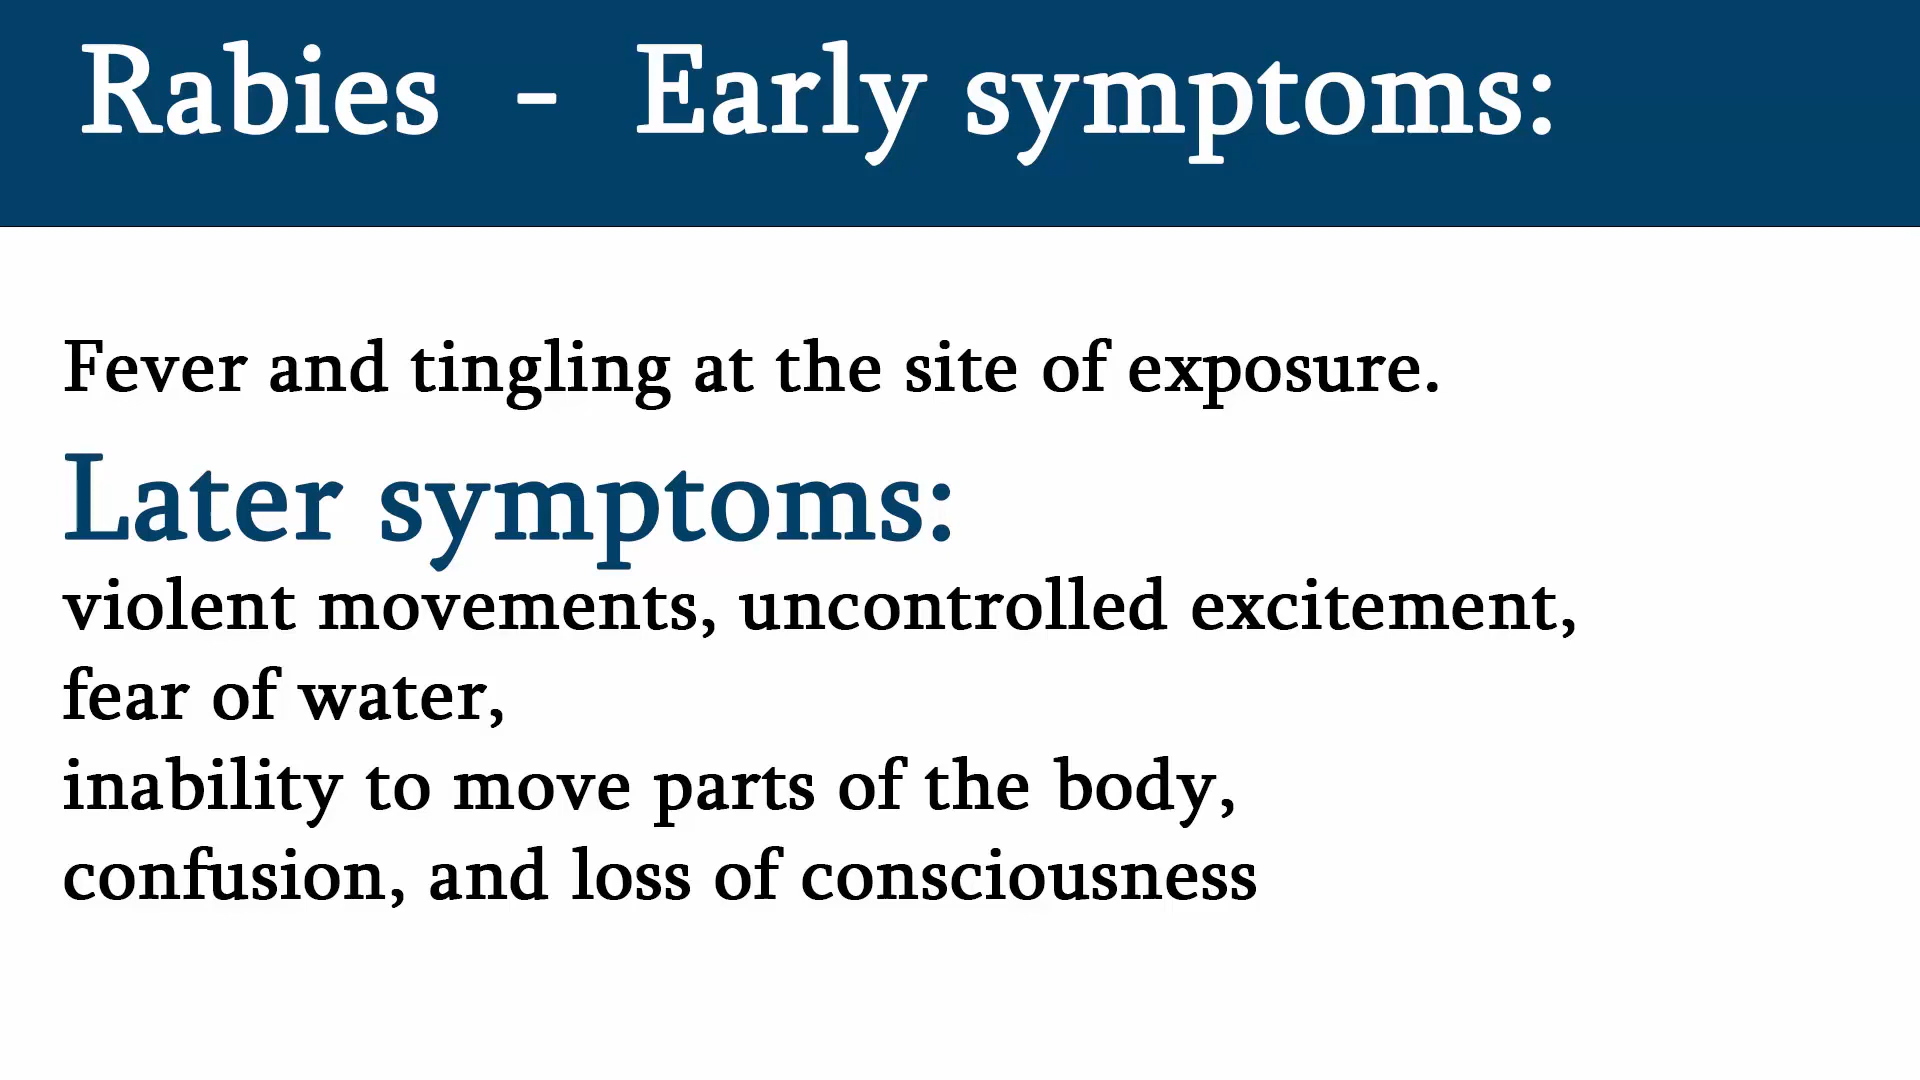 Rabies - Early symptoms:
Fever and tingling at the site of exposure.
Later symptoms:
violent movements, uncontrolled excitement,
fear of water,
inability to move parts of the body,
confusion, and loss of consciousness